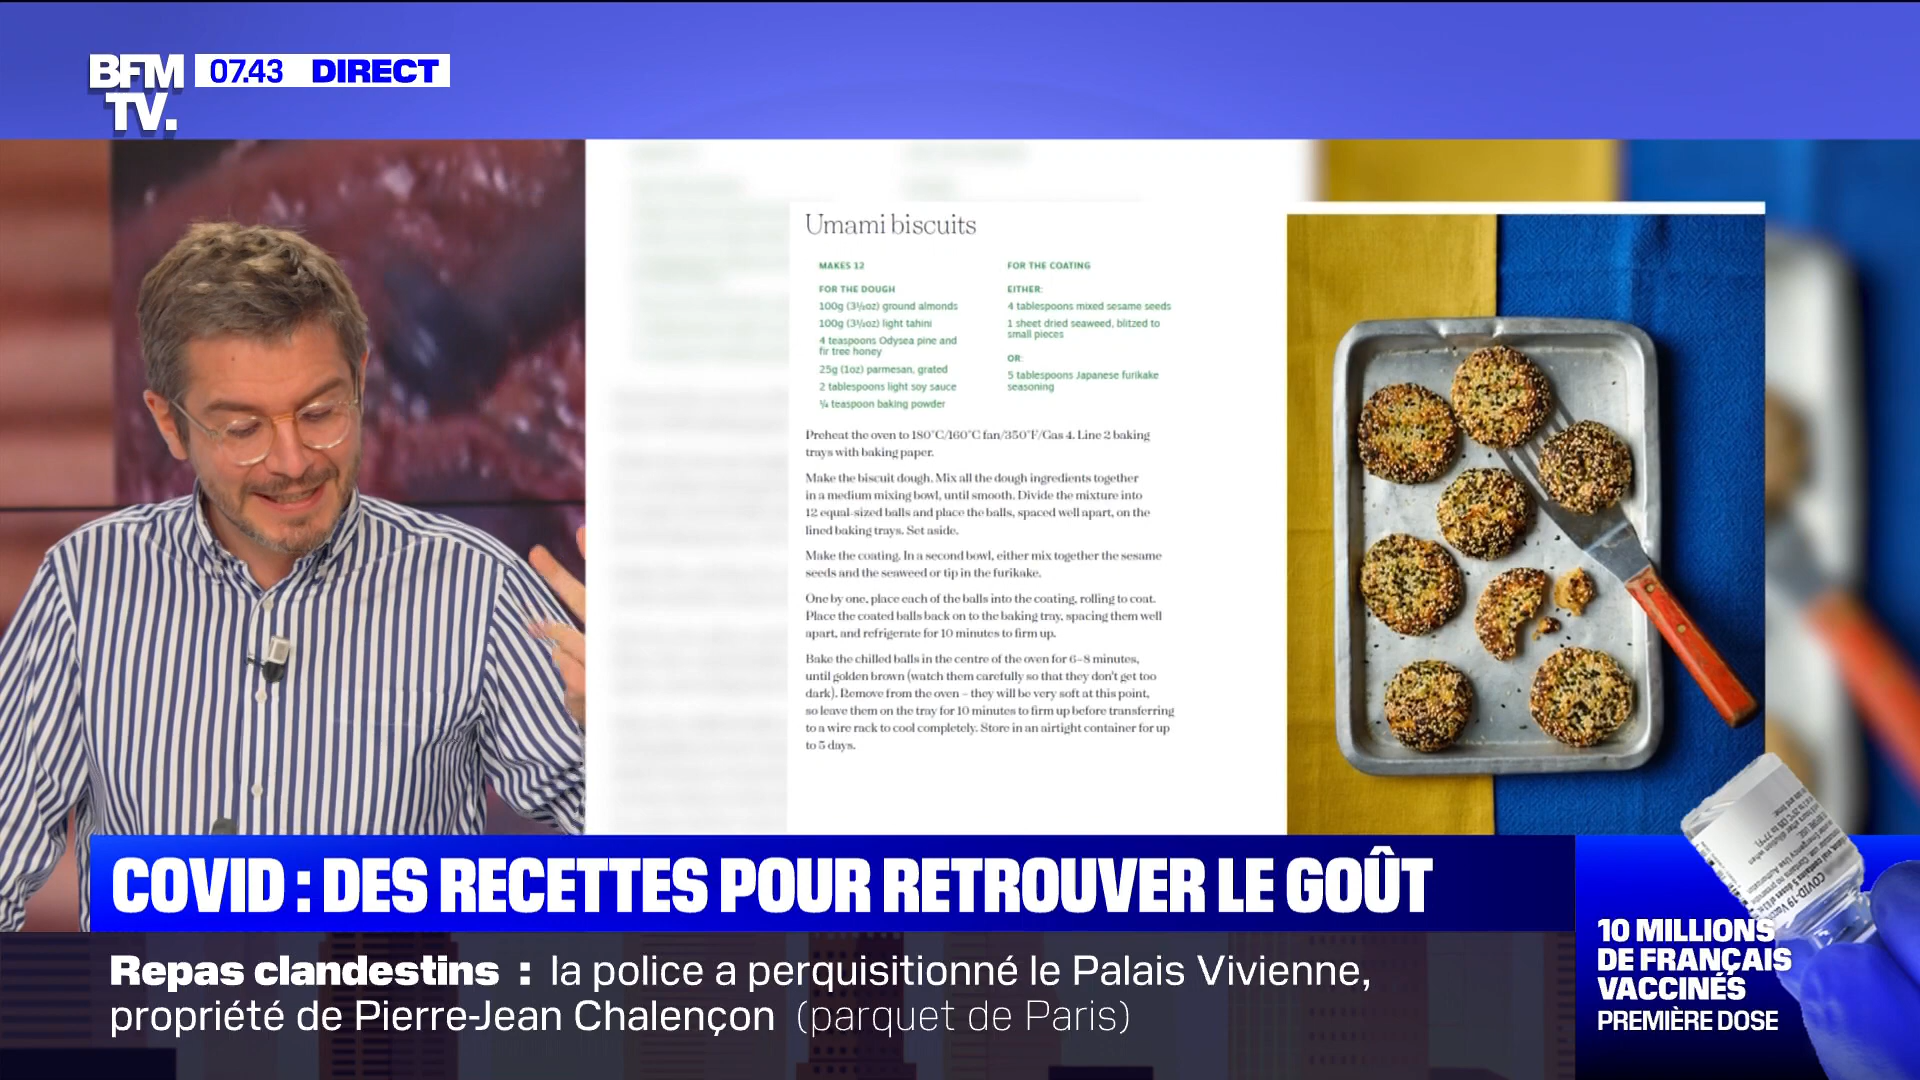 BFM
TV.
07.43 DIRECT
Umami biscuits
MAKES 12
FOR THE DOUGH
100g (3½oz) ground almonds
100g (3½oz) light tahini
4 teaspoons Odysea pine and
fir tree honey
25g (1oz) parmesan, grated
2 tablespoons light soy sauce
¼ teaspoon baking powder
FOR THE COATING
EITHER:
4 tablespoons mixed sesame seeds
1 sheet dried seaweed, blitzed to
small pieces
OR:
5 tablespoons Japanese furikake
seasoning
Preheat the oven to 180°C/160°C fan/350°F/Gas 4. Line 2 baking
trays with baking paper.
Make the biscuit dough. Mix all the dough ingredients together
in a medium mixing bowl, until smooth. Divide the mixture into
12 equal-sized balls and place the balls, spaced well apart, on the
lined baking trays. Set aside.
Make the coating. In a second bowl, either mix together the sesame
seeds and the seaweed or tip in the furikake.
One by one, place each of the balls into the coating, rolling to coat.
Place the coated balls back on to the baking tray, spacing them well
apart, and refrigerate for 10 minutes to firm up.
Bake the chilled balls in the centre of the oven for 6–8 minutes,
until golden brown (watch them carefully so that they don't get too
dark). Remove from the oven – they will be very soft at this point,
so leave them on the tray for 10 minutes to firm up before transferring
to a wire rack to cool completely. Store in an airtight container for up
to 5 days.
COVID : DES RECETTES POUR RETROUVER LE GOÛT
Repas clandestins : la police a perquisitionné le Palais Vivienne,
propriété de Pierre-Jean Chalençon (parquet de Paris)
10 MILLIONS
DE FRANÇAIS
VACCINÉS
PREMIÈRE DOSE